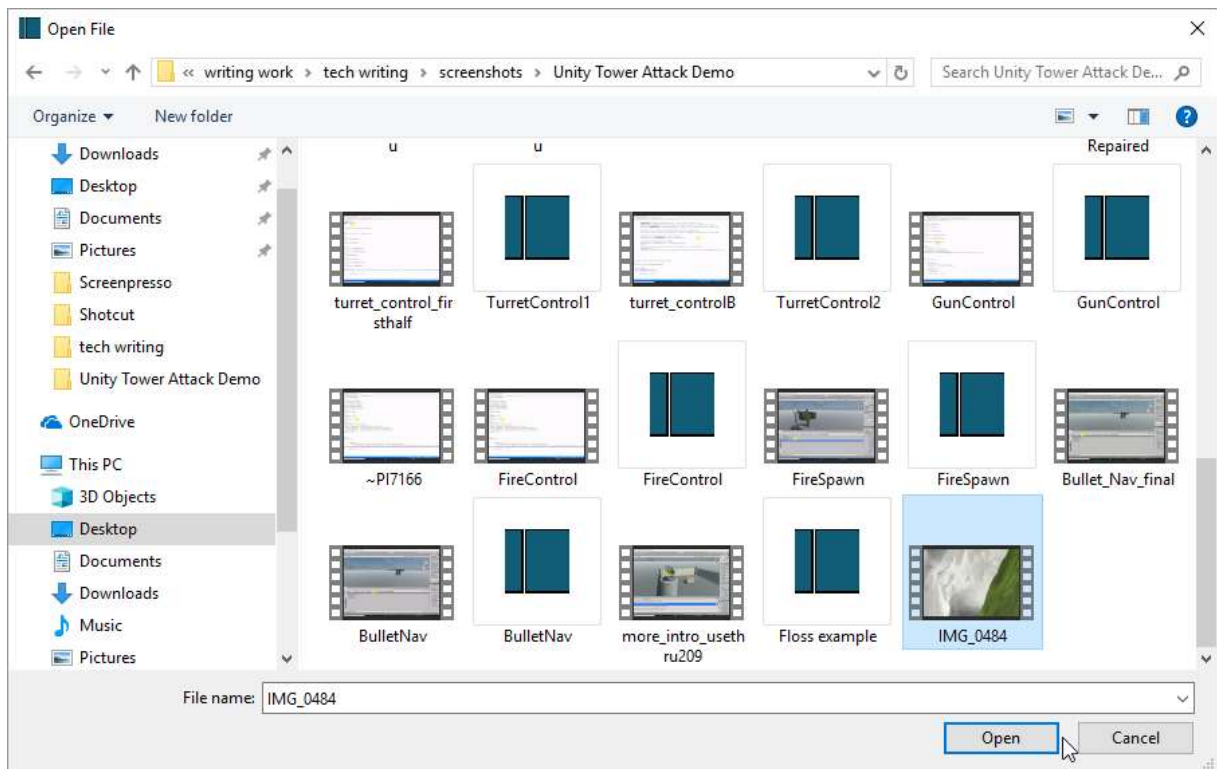 Open File
« writing work › tech writing › screenshots › Unity Tower Attack Demo
Search Unity Tower Attack De...
Organize
New folder
Downloads
Desktop
Documents
Pictures
Screenpresso
Shotcut
tech writing
Unity Tower Attack Demo
OneDrive
This PC
3D Objects
Desktop
Documents
Downloads
Music
Pictures
u
u
Repaired
turret_control_fir
sthalf
TurretControl1
turret_controlB
TurretControl2
GunControl
GunControl
~PI7166
FireControl
FireControl
FireSpawn
FireSpawn
Bullet_Nav_final
BulletNav
BulletNav
more_intro_useth
ru209
Floss example
IMG_0484
File name: IMG_0484
Open
Cancel